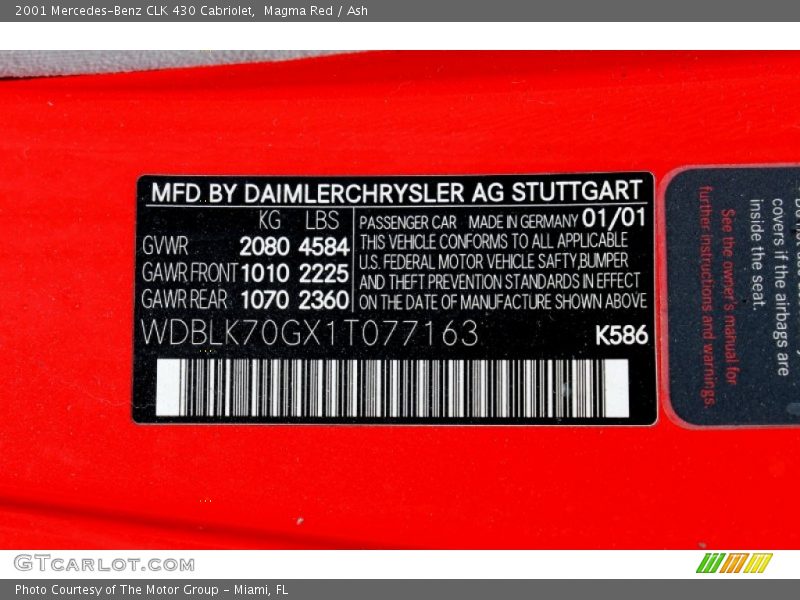 2001 Mercedes-Benz CLK 430 Cabriolet, Magma Red / Ash
MFD. BY DAIMLERCHRYSLER AG STUTTGART
KG LBS
GVWR 2080 4584
GAWR FRONT 1010 2225
GAWR REAR 1070 2360
PASSENGER CAR MADE IN GERMANY 01/01
THIS VEHICLE CONFORMS TO ALL APPLICABLE
U.S. FEDERAL MOTOR VEHICLE SAFTY,BUMPER
AND THEFT PREVENTION STANDARDS IN EFFECT
ON THE DATE OF MANUFACTURE SHOWN ABOVE
WDBLK70GX1T077163
K586
covers if the airbags are
inside the seat.
See the owner's manual for
further instructions and warnings.
GTCARLOT.COM
Photo Courtesy of The Motor Group - Miami, FL